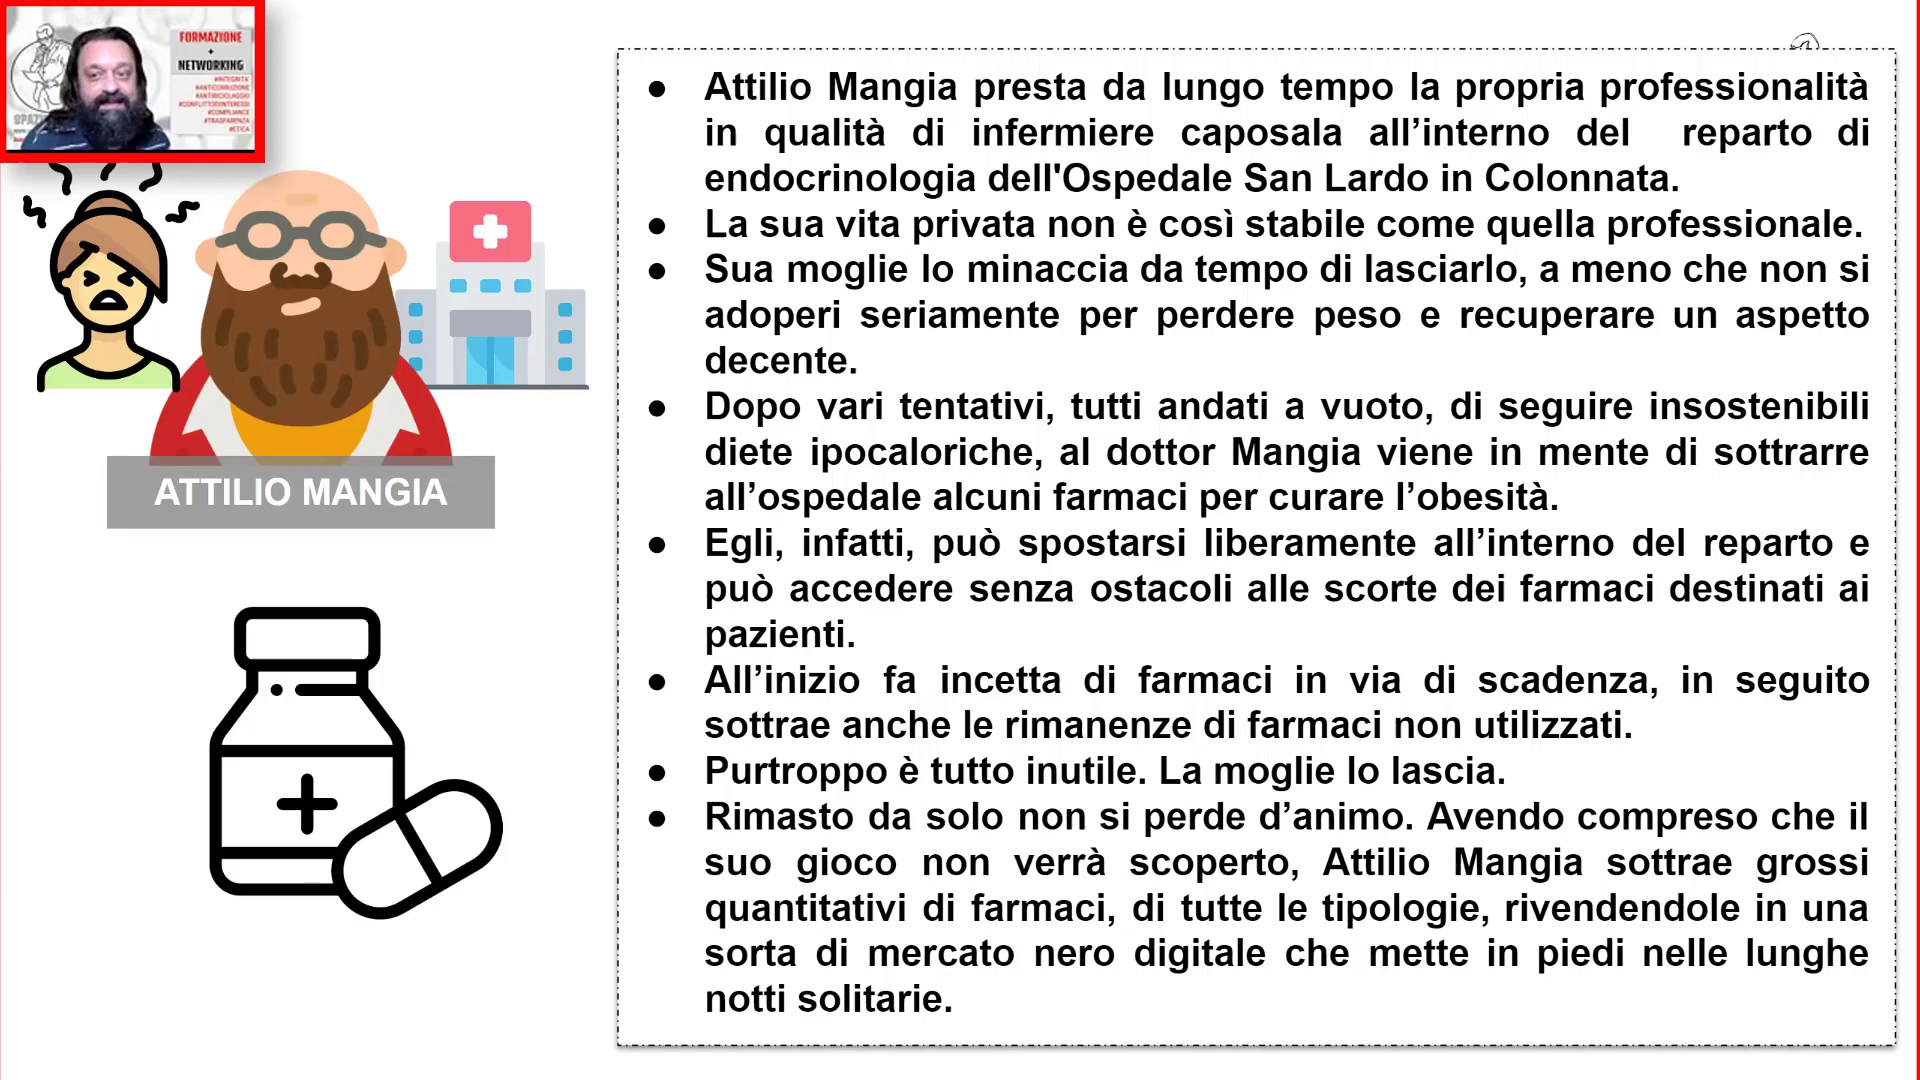 FORMAZIONE
+
NETWORKING
#INTEGRITA'
#ANTICORRUZIONE
#ANTIRICICLAGGIO
#CONFLITTODIINTERESSI
#COMPLIANCE
#TRASPARENZA
#ETICA
ATTILIO MANGIA
● Attilio Mangia presta da lungo tempo la propria professionalità
in qualità di infermiere caposala all’interno del reparto di
endocrinologia dell'Ospedale San Lardo in Colonnata.
● La sua vita privata non è così stabile come quella professionale.
● Sua moglie lo minaccia da tempo di lasciarlo, a meno che non si
adoperi seriamente per perdere peso e recuperare un aspetto
decente.
● Dopo vari tentativi, tutti andati a vuoto, di seguire insostenibili
diete ipocaloriche, al dottor Mangia viene in mente di sottrarre
all’ospedale alcuni farmaci per curare l’obesità.
● Egli, infatti, può spostarsi liberamente all’interno del reparto e
può accedere senza ostacoli alle scorte dei farmaci destinati ai
pazienti.
● All’inizio fa incetta di farmaci in via di scadenza, in seguito
sottrae anche le rimanenze di farmaci non utilizzati.
● Purtroppo è tutto inutile. La moglie lo lascia.
● Rimasto da solo non si perde d’animo. Avendo compreso che il
suo gioco non verrà scoperto, Attilio Mangia sottrae grossi
quantitativi di farmaci, di tutte le tipologie, rivendendole in una
sorta di mercato nero digitale che mette in piedi nelle lunghe
notti solitarie.